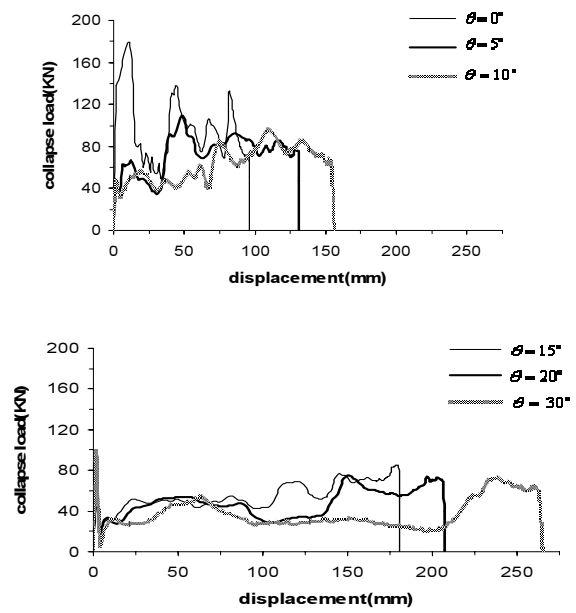 θ = 0°
θ = 5°
θ = 10°
collapse load(KN)
200
160
120
80
40
0
0
50
100
150
200
250
displacement(mm)
θ = 15°
θ = 20°
θ = 30°
collapse load(KN)
200
160
120
80
40
0
0
50
100
150
200
250
displacement(mm)